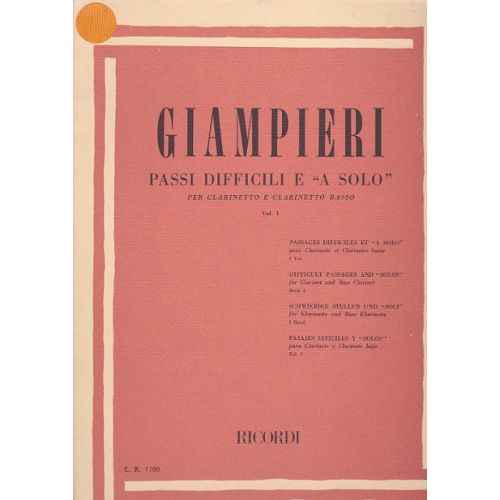 GIAMPIERI
PASSI DIFFICILI E "A SOLO"
PER CLARINETTO E CLARINETTO BASSO
Vol. I
PASSAGES DIFFICILES ET "A SOLO"
pour Clarinette et Clarinette basse
I Vol.
DIFFICULT PASSAGES AND "SOLOS"
for Clarinet and Bass Clarinet
Book I
SCHWIERIGE STELLEN UND "SOLI"
für Klarinette und Bass Klarinette
I Band
PASAJES DIFICILES Y "SOLOS"
para Clarinete y Clarinete bajo
Vol. I
RICORDI
E. R. 1780